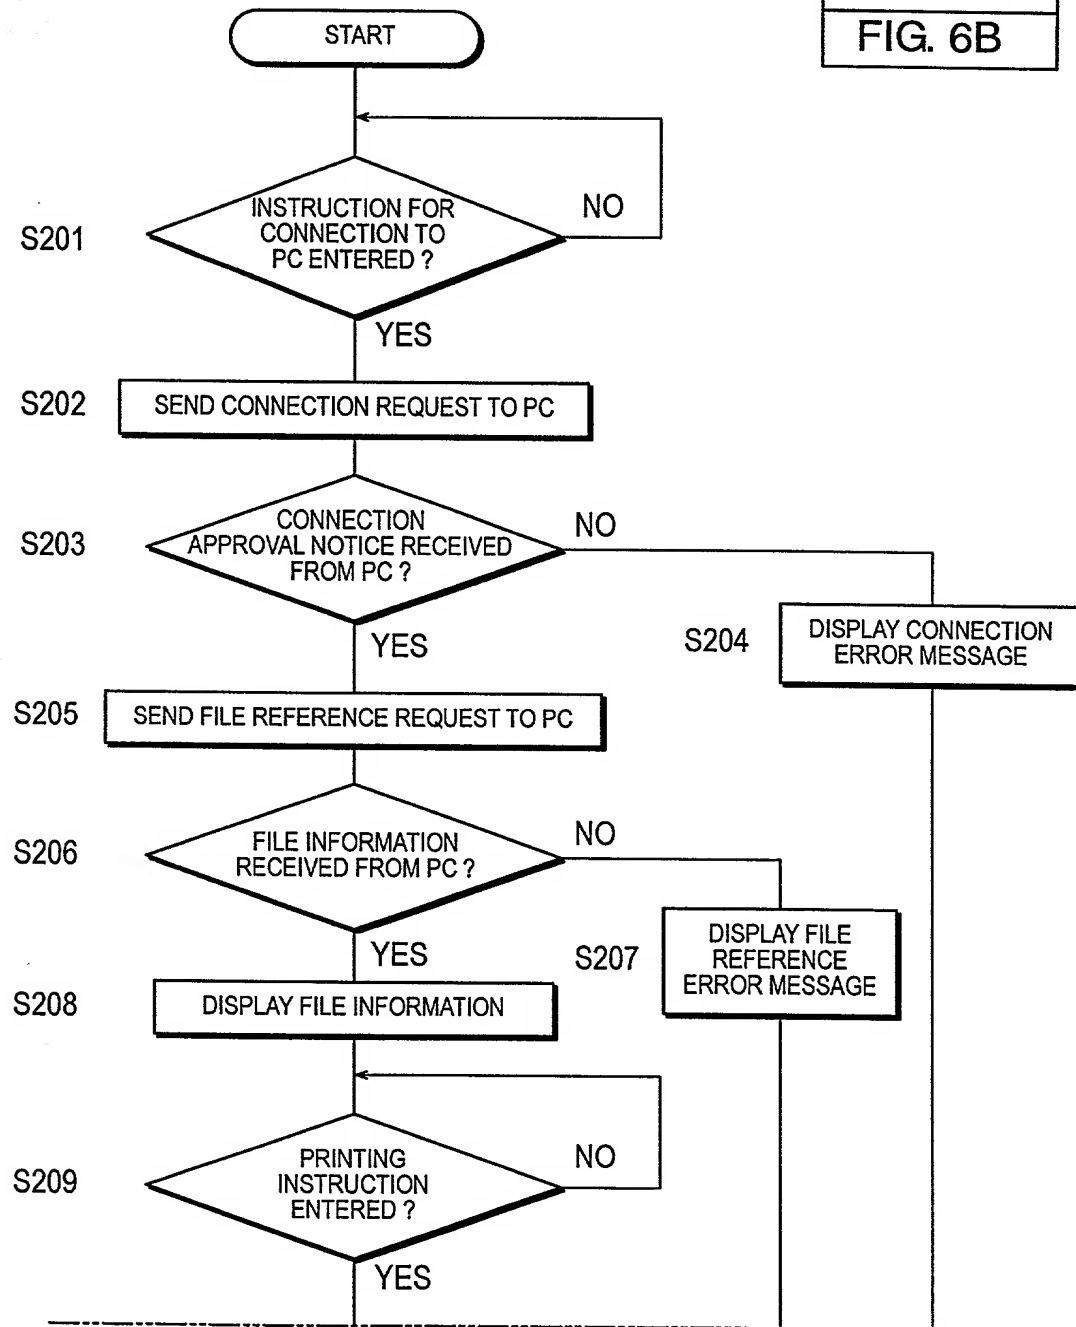 START
FIG. 6B
S201
INSTRUCTION FOR
CONNECTION TO
PC ENTERED ?
NO
YES
S202
SEND CONNECTION REQUEST TO PC
S203
CONNECTION
APPROVAL NOTICE RECEIVED
FROM PC ?
NO
YES
S204
DISPLAY CONNECTION
ERROR MESSAGE
S205
SEND FILE REFERENCE REQUEST TO PC
S206
FILE INFORMATION
RECEIVED FROM PC ?
NO
YES
S207
DISPLAY FILE
REFERENCE
ERROR MESSAGE
S208
DISPLAY FILE INFORMATION
S209
PRINTING
INSTRUCTION
ENTERED ?
NO
YES